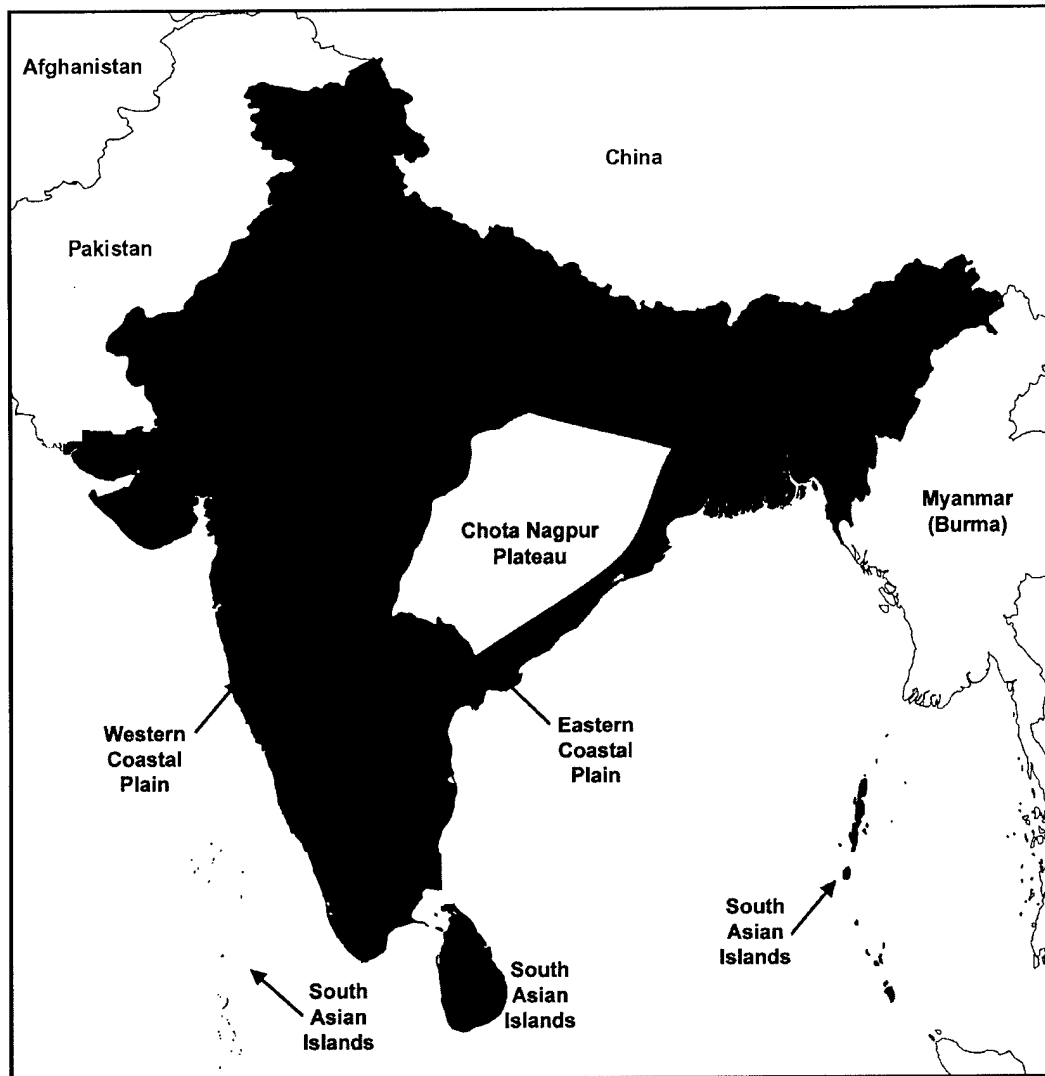 Afghanistan
China
Pakistan
Chota Nagpur
Plateau
Myanmar
(Burma)
Western
Coastal
Plain
Eastern
Coastal
Plain
South
Asian
Islands
South
Asian
Islands
South
Asian
Islands